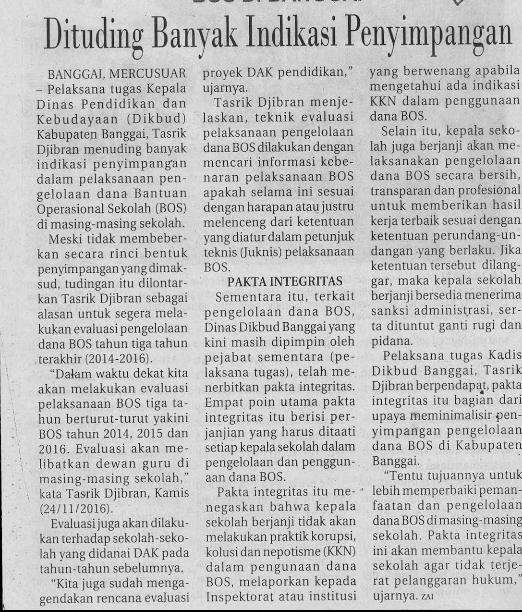 BOS DI BANGGAI
Dituding Banyak Indikasi Penyimpangan
BANGGAI, MERCUSUAR
– Pelaksana tugas Kepala
Dinas Pendidikan dan
Kebudayaan (Dikbud)
Kabupaten Banggai, Tasrik
Djibran menuding banyak
indikasi penyimpangan
dalam pelaksanaan pen-
gelolaan dana Bantuan
Operasional Sekolah (BOS)
di masing-masing sekolah.
Meski tidak membeber-
kan secara rinci bentuk
penyimpangan yang dimak-
sud, tudingan itu dilontar-
kan Tasrik Djibran sebagai
alasan untuk segera mela-
kukan evaluasi pengelolaan
dana BOS tahun tiga tahun
terakhir (2014-2016).
“Dalam waktu dekat kita
akan melakukan evaluasi
pelaksanaan BOS tiga ta-
hun berturut-turut yakini
BOS tahun 2014, 2015 dan
2016. Evaluasi akan me-
libatkan dewan guru di
masing-masing sekolah,”
kata Tasrik Djibran, Kamis
(24/11/2016).
Evaluasi juga akan dilaku-
kan terhadap sekolah-seko-
lah yang didanai DAK pada
tahun-tahun sebelumnya.
“Kita juga sudah menga-
gendakan rencana evaluasi
proyek DAK pendidikan,”
ujarnya.
Tasrik Djibran menje-
laskan, teknik evaluasi
pelaksanaan pengelolaan
dana BOS dilakukan dengan
mencari informasi kebe-
naran pelaksanaan BOS
apakah selama ini sesuai
dengan harapan atau justru
melenceng dari ketentuan
yang diatur dalam petunjuk
teknis (Juknis) pelaksanaan
BOS.
PAKTA INTEGRITAS
Sementara itu, terkait
pengelolaan dana BOS,
Dinas Dikbud Banggai yang
kini masih dipimpin oleh
pejabat sementara (pe-
laksana tugas), telah me-
nerbitkan pakta integritas.
Empat poin utama pakta
integritas itu berisi per-
janjian yang harus ditaati
setiap kepala sekolah dalam
pengelolaan dan penggun-
aan dana BOS.
Pakta integritas itu me-
negaskan bahwa kepala
sekolah berjanji tidak akan
melakukan praktik korupsi,
kolusi dan nepotisme (KKN)
dalam pengunaan dana
BOS, melaporkan kepada
Inspektorat atau institusi
yang berwenang apabila
mengetahui ada indikasi
KKN dalam penggunaan
dana BOS.
Selain itu, kepala seko-
lah juga berjanji akan me-
laksanakan pengelolaan
dana BOS secara bersih,
transparan dan profesional
untuk memberikan hasil
kerja terbaik sesuai dengan
ketentuan perundang-un-
dangan yang berlaku. Jika
ketentuan tersebut dilang-
gar, maka kepala sekolah
berjanji bersedia menerima
sanksi administrasi, ser-
ta dituntut ganti rugi dan
pidana.
Pelaksana tugas Kadis
Dikbud Banggai, Tasrik
Djibran berpendapat, pakta
integritas itu bagian dari
upaya meminimalisir pen-
yimpangan pengelolaan
dana BOS di Kabupaten
Banggai.
“Tentu tujuannya untuk
lebih memperbaiki peman-
faatan dan pengelolaan
dana BOS di masing-masing
sekolah. Pakta integritas
ini akan membantu kepala
sekolah agar tidak terje-
rat pelanggaran hukum,”
ujarnya. ZAI